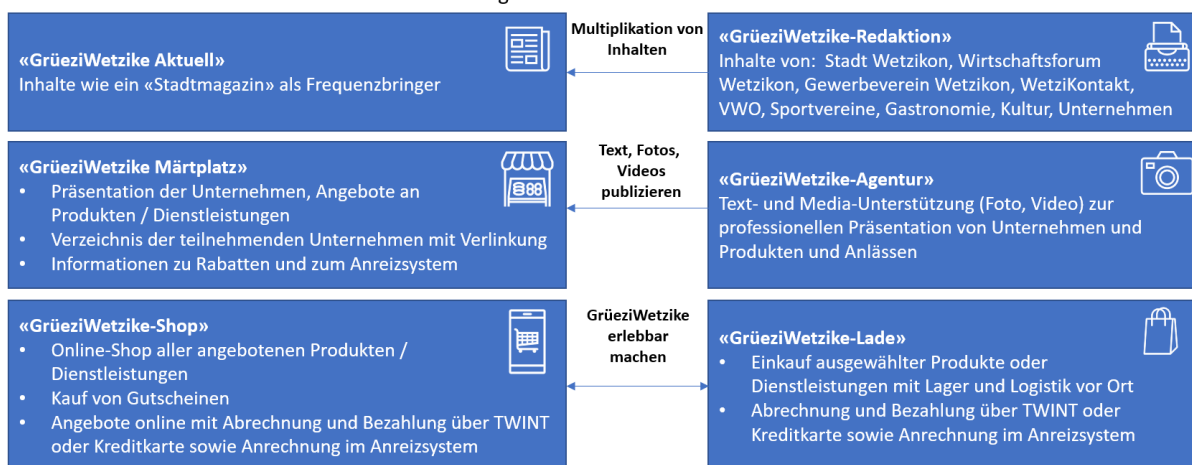 «GrüeziWetzike Aktuell»
Inhalte wie ein «Stadtmagazin» als Frequenzbringer
Multiplikation von
Inhalten
«GrüeziWetzike-Redaktion»
Inhalte von:  Stadt Wetzikon, Wirtschaftsforum
Wetzikon, Gewerbeverein Wetzikon, WetziKontakt,
VWO, Sportvereine, Gastronomie, Kultur, Unternehmen
«GrüeziWetzike Märtplatz»
• Präsentation der Unternehmen, Angebote an
Produkten / Dienstleistungen
• Verzeichnis der teilnehmenden Unternehmen mit Verlinkung
• Informationen zu Rabatten und zum Anreizsystem
Text, Fotos,
Videos
publizieren
«GrüeziWetzike-Agentur»
Text- und Media-Unterstützung (Foto, Video) zur
professionellen Präsentation von Unternehmen und
Produkten und Anlässen
«GrüeziWetzike-Shop»
• Online-Shop aller angebotenen Produkten /
Dienstleistungen
• Kauf von Gutscheinen
• Angebote online mit Abrechnung und Bezahlung über TWINT
oder Kreditkarte sowie Anrechnung im Anreizsystem
GrüeziWetzike
erlebbar
machen
«GrüeziWetzike-Lade»
• Einkauf ausgewählter Produkte oder
Dienstleistungen mit Lager und Logistik vor Ort
• Abrechnung und Bezahlung über TWINT oder
Kreditkarte sowie Anrechnung im Anreizsystem